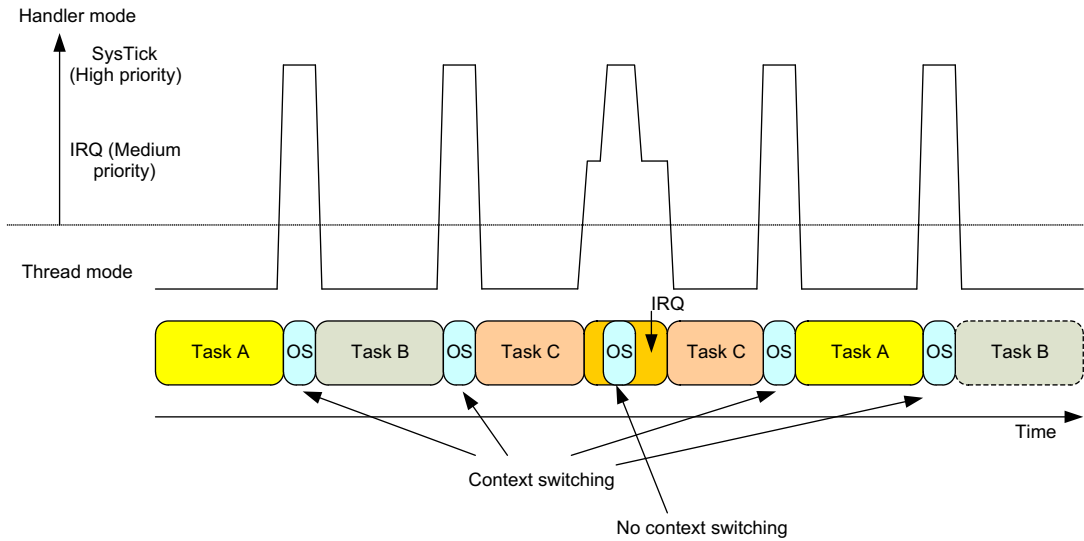 Handler mode
SysTick
(High priority)
IRQ (Medium
priority)
Thread mode
IRQ
Task A
OS
Task B
OS
Task C
OS
Task C
OS
Task A
OS
Task B
Time
Context switching
No context switching